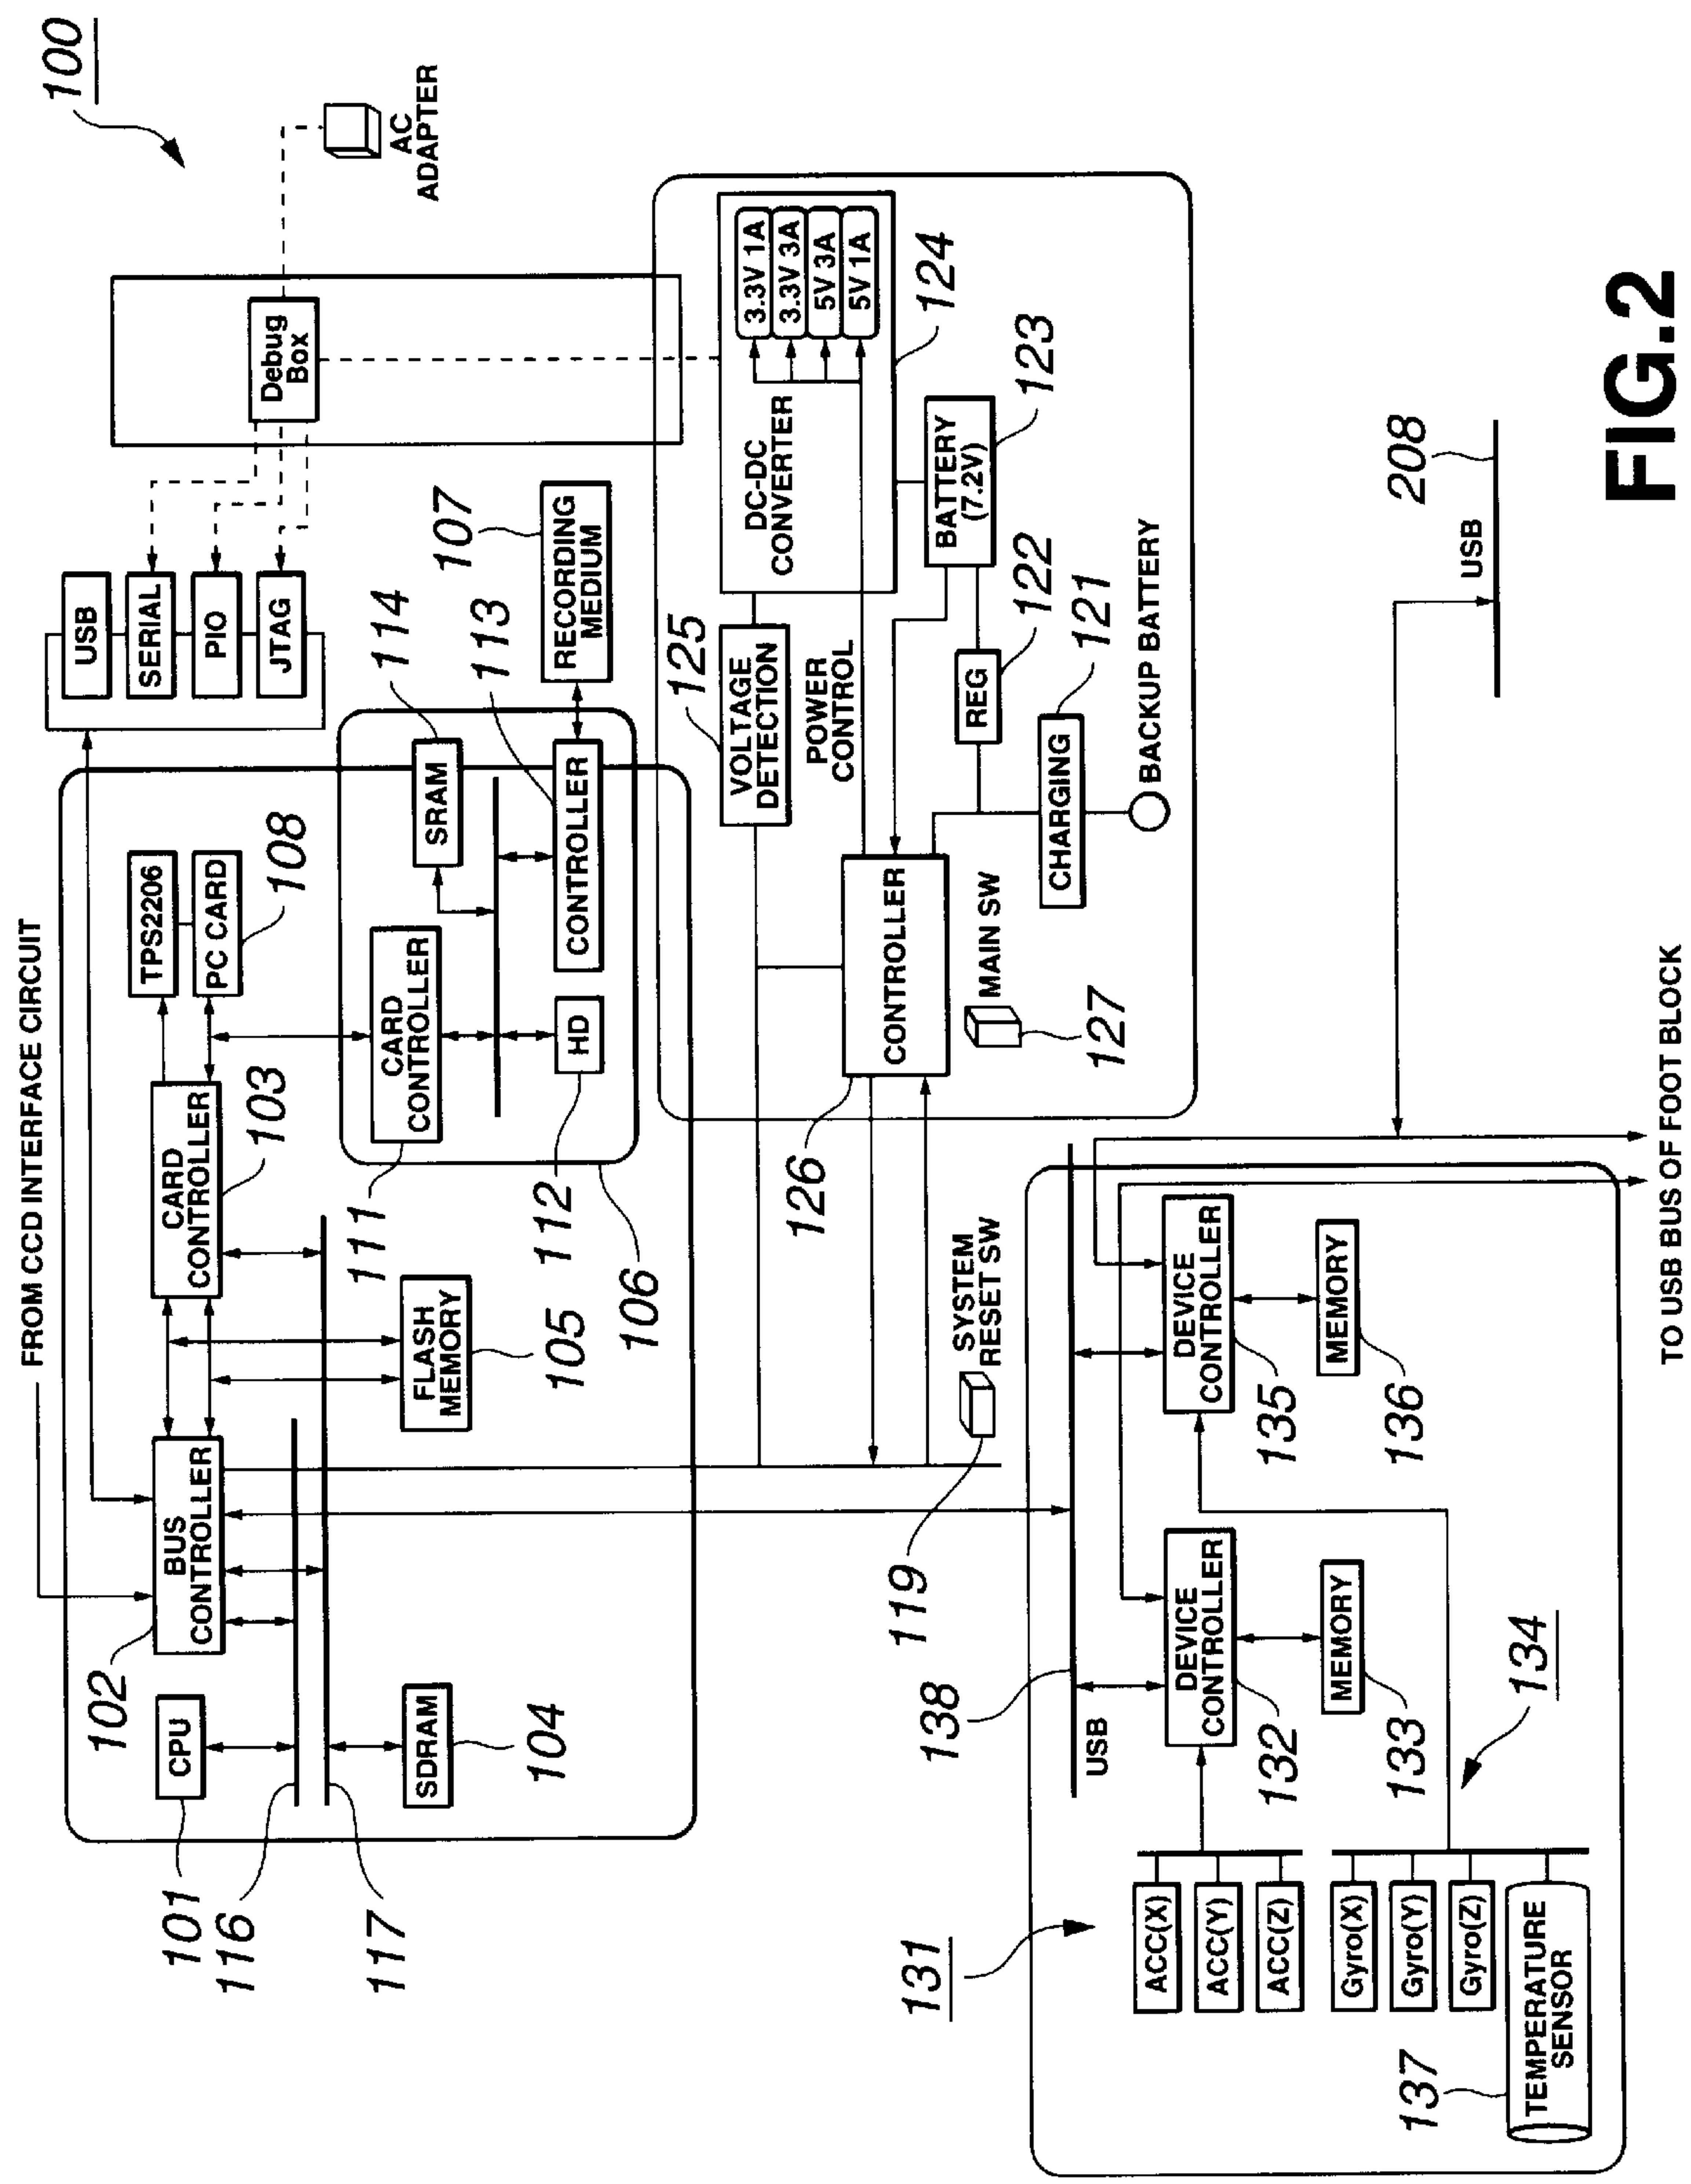 100
FROM CCD INTERFACE CIRCUIT
101
CPU
102
BUS
CONTROLLER
CARD
CONTROLLER
103
TPS2206
PC CARD
108
USB
SERIAL
PIO
JTAG
Debug
Box
AC
ADAPTER
116
117
SDRAM
104
FLASH
MEMORY
105
106
111
CARD
CONTROLLER
112
HD
SRAM
114
CONTROLLER
113
RECORDING
MEDIUM
107
125
VOLTAGE
DETECTION
POWER
CONTROL
DC-DC
CONVERTER
3.3V 1A
3.3V 3A
5V 3A
5V 1A
124
BATTERY
(7.2V)
123
REG
122
CHARGING
121
BACKUP BATTERY
CONTROLLER
126
MAIN SW
127
SYSTEM
RESET SW
119
138
USB
131
ACC(X)
ACC(Y)
ACC(Z)
DEVICE
CONTROLLER
132
MEMORY
133
DEVICE
CONTROLLER
135
MEMORY
136
134
Gyro(X)
Gyro(Y)
Gyro(Z)
TEMPERATURE
SENSOR
137
USB
208
TO USB BUS OF FOOT BLOCK
FIG.2